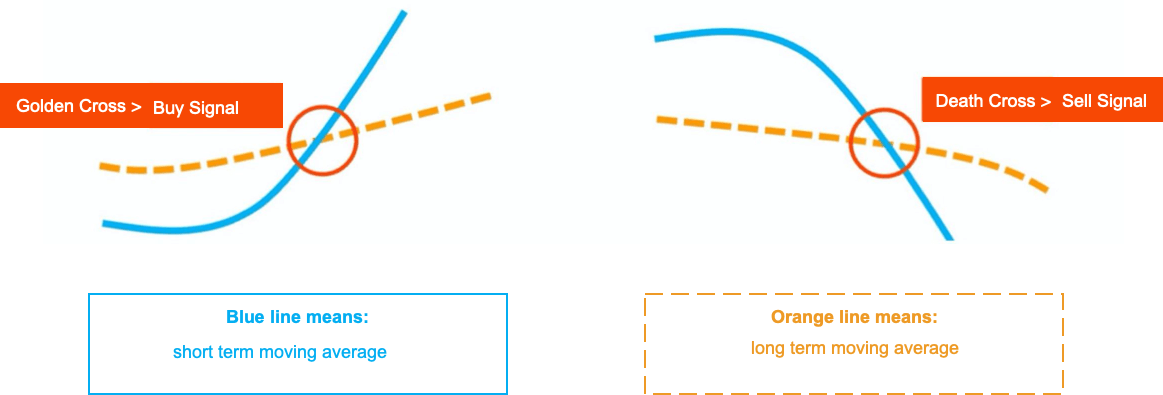 Golden Cross > Buy Signal
Death Cross > Sell Signal
Blue line means:
short term moving average
Orange line means:
long term moving average